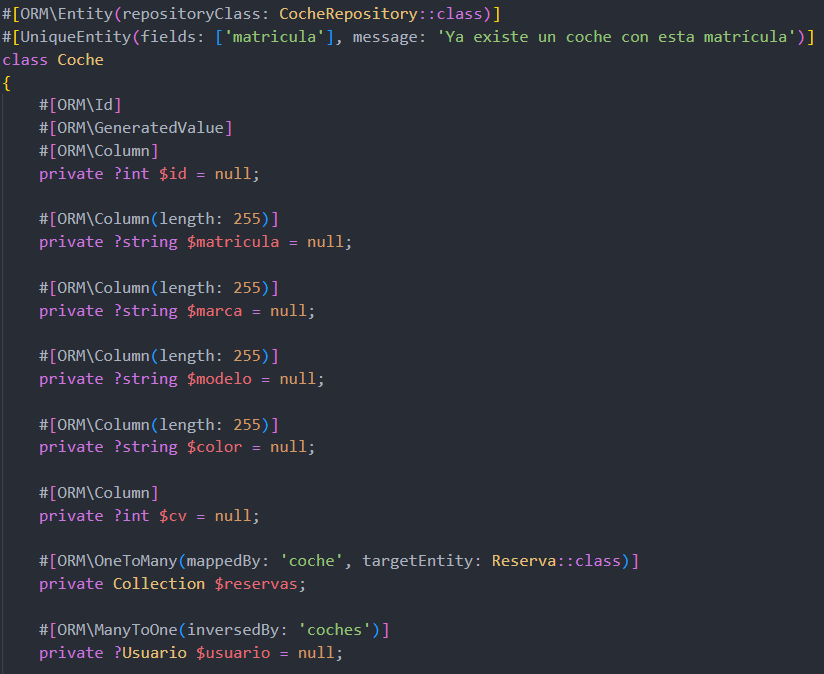 #[ORM\Entity(repositoryClass: CocheRepository::class)]
#[UniqueEntity(fields: ['matricula'], message: 'Ya existe un coche con esta matrícula')]
class Coche
{
    #[ORM\Id]
    #[ORM\GeneratedValue]
    #[ORM\Column]
    private ?int $id = null;

    #[ORM\Column(length: 255)]
    private ?string $matricula = null;

    #[ORM\Column(length: 255)]
    private ?string $marca = null;

    #[ORM\Column(length: 255)]
    private ?string $modelo = null;

    #[ORM\Column(length: 255)]
    private ?string $color = null;

    #[ORM\Column]
    private ?int $cv = null;

    #[ORM\OneToMany(mappedBy: 'coche', targetEntity: Reserva::class)]
    private Collection $reservas;

    #[ORM\ManyToOne(inversedBy: 'coches')]
    private ?Usuario $usuario = null;